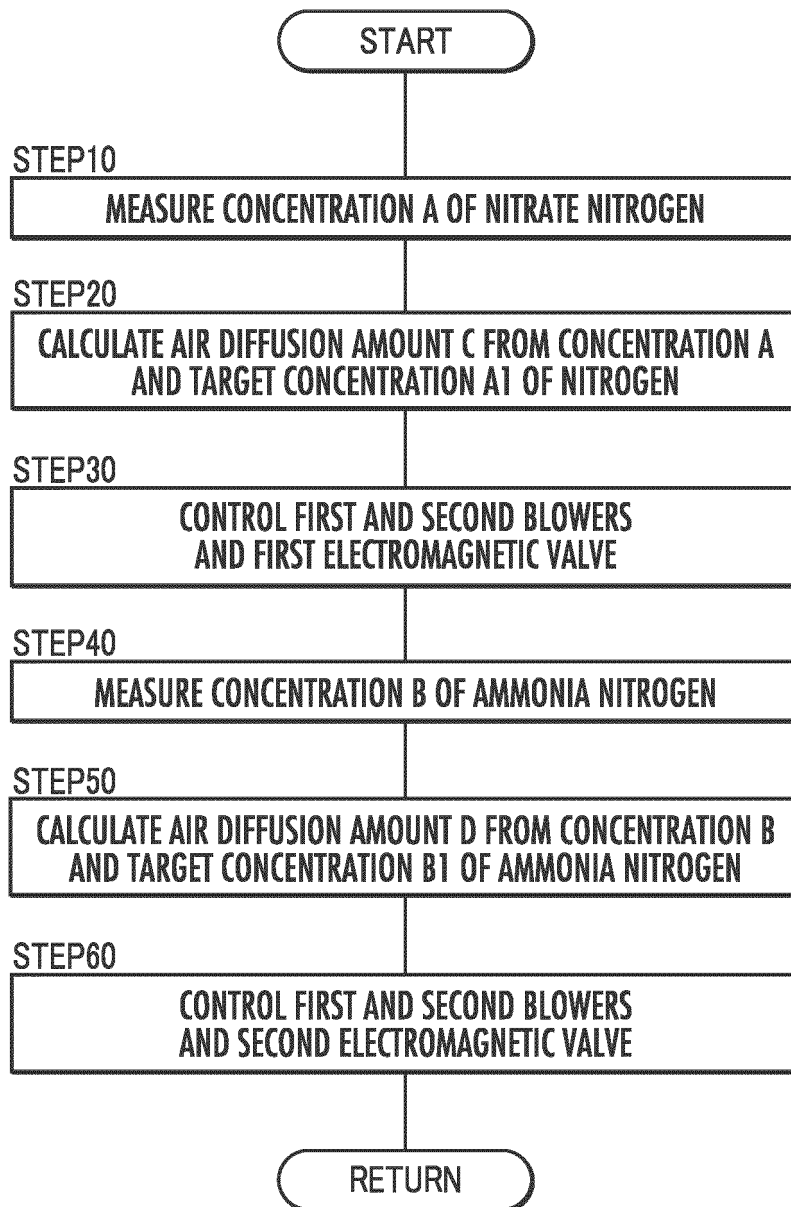 START
STEP10
MEASURE CONCENTRATION A OF NITRATE NITROGEN
STEP20
CALCULATE AIR DIFFUSION AMOUNT C FROM CONCENTRATION A
AND TARGET CONCENTRATION A1 OF NITROGEN
STEP30
CONTROL FIRST AND SECOND BLOWERS
AND FIRST ELECTROMAGNETIC VALVE
STEP40
MEASURE CONCENTRATION B OF AMMONIA NITROGEN
STEP50
CALCULATE AIR DIFFUSION AMOUNT D FROM CONCENTRATION B
AND TARGET CONCENTRATION B1 OF AMMONIA NITROGEN
STEP60
CONTROL FIRST AND SECOND BLOWERS
AND SECOND ELECTROMAGNETIC VALVE
RETURN